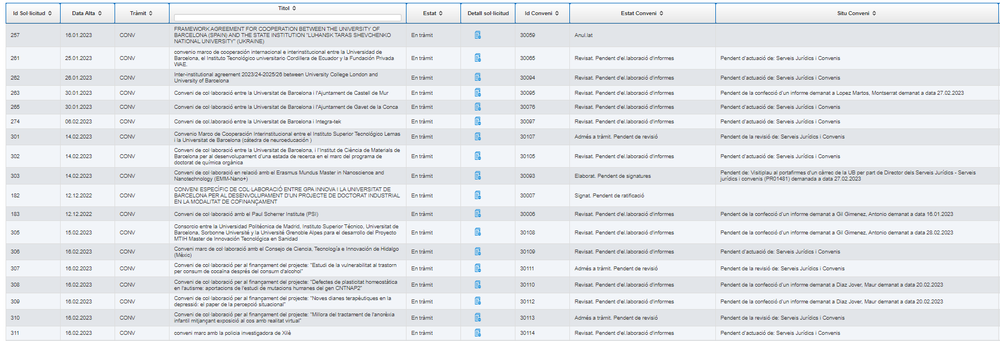 Id Sol·licitud Data Alta Tràmit Titol Estat Detall sol·licitud Id Conveni Estat Conveni Situ Conveni
257 16.01.2023 CONV FRAMEWORK AGREEMENT FOR COOPERATION BETWEEN THE UNIVERSITY OF
BARCELONA (SPAIN) AND THE STATE INSTITUTION "LUHANSK TARAS SHEVCHENKO
NATIONAL UNIVERSITY" (UKRAINE) En tràmit 30059 Anul.lat
261 25.01.2023 CONV convenio marco de cooperación internacional e interinstitucional entre la Universidad de
Barcelona, el Instituto Tecnológico universitario Cordillera de Ecuador y la Fundación Privada
WAE. En tràmit 30065 Revisat. Pendent d'el.laboració d'informes Pendent d'actuació de: Serveis Jurídics i Convenis
262 26.01.2023 CONV Inter-institutional agreement 2023/24-2025/26 between University College London and
University of Barcelona En tràmit 30094 Revisat. Pendent d'el.laboració d'informes Pendent d'actuació de: Serveis Jurídics i Convenis
263 30.01.2023 CONV Conveni de col·laboració entre la Universitat de Barcelona i l'Ajuntament de Castell de Mur En tràmit 30095 Revisat. Pendent d'el.laboració d'informes Pendent de la confecció d'un informe demanat a Lopez Martos, Montserrat demanat a data 27.02.2023
265 30.01.2023 CONV Conveni de col·laboració entre la Universitat de Barcelona i l'Ajuntament de Gavet de la Conca En tràmit 30076 Revisat. Pendent d'el.laboració d'informes Pendent d'actuació de: Serveis Jurídics i Convenis
274 06.02.2023 CONV Conveni de col.laboració entre la Universitat de Barcelona i Integra-tek En tràmit 30097 Revisat. Pendent d'el.laboració d'informes Pendent d'actuació de: Serveis Jurídics i Convenis
301 14.02.2023 CONV Convenio Marco de Cooperación Interinstitucional entre el Instituto Superior Tecnológico Lemas
i la Universitat de Barcelona (cátedra de neuroeducación ) En tràmit 30107 Admés a tràmit. Pendent de revisió Pendent de la revisió de: Serveis Jurídics i Convenis
302 14.02.2023 CONV Conveni de col·laboració entre la Universitat de Barcelona, i l'Institut de Ciència de Materials de
Barcelona per al desenvolupament d'una estada de recerca en el marc del programa de
doctorat de química orgànica En tràmit 30105 Revisat. Pendent d'el.laboració d'informes Pendent d'actuació de: Serveis Jurídics i Convenis
303 14.02.2023 CONV Conveni de col·laboració en relació amb el Erasmus Mundus Master in Nanoscience and
Nanotechnology (EMM-Nano+) En tràmit 30093 Elaborat. Pendent de signatures Pendent de: Visitiplau al portafirmes d'un càrrec de la UB per part de Director dels Serveis Jurídics - Serveis
jurídics i convenis (PR01481) demanada a data 27.02.2023
182 12.12.2022 CONV CONVENI ESPECÍFIC DE COL·LABORACIÓ ENTRE GPA INNOVA I LA UNIVERSITAT DE
BARCELONA PER AL DESENVOLUPAMENT D'UN PROJECTE DE DOCTORAT INDUSTRIAL
EN LA MODALITAT DE COFINANÇAMENT En tràmit 30007 Signat. Pendent de ratificació
183 12.12.2022 CONV Conveni de col·laboració amb el Paul Scherrer Institute (PSI) En tràmit 30006 Revisat. Pendent d'el.laboració d'informes Pendent de la confecció d'un informe demanat a Gil Gimenez, Antonio demanat a data 16.01.2023
305 15.02.2023 CONV Consorcio entre la Universidad Politécnica de Madrid, Instituto Superior Técnico, Universitat de
Barcelona, Sorbonne Université y la Université Grenoble Alpes para el desarrollo del Proyecto
MTIH Master de Innovación Tecnológica en Sanidad En tràmit 30108 Revisat. Pendent d'el.laboració d'informes Pendent de la confecció d'un informe demanat a Gil Gimenez, Antonio demanat a data 28.02.2023
306 16.02.2023 CONV Conveni marc de col·laboració amb el Consejo de Ciencia, Tecnología e Innovación de Hidalgo
(Mèxic) En tràmit 30109 Revisat. Pendent d'el.laboració d'informes Pendent d'actuació de: Serveis Jurídics i Convenis
307 16.02.2023 CONV Conveni de col·laboració per al finançament del projecte: "Estudi de la vulnerabilitat al trastorn
per consum de cocaïna després del consum d'alcohol" En tràmit 30111 Admés a tràmit. Pendent de revisió Pendent de la revisió de: Serveis Jurídics i Convenis
308 16.02.2023 CONV Conveni de col·laboració per al finançament del projecte: "Defectes de plasticitat homeostàtica
en l'autisme: aportacions de l'estudi de mutacions humanes del gen CNTNAP2" En tràmit 30110 Revisat. Pendent d'el.laboració d'informes Pendent de la confecció d'un informe demanat a Diaz Jover, Maur demanat a data 20.02.2023
309 16.02.2023 CONV Conveni de col·laboració per al finançament del projecte: "Noves dianes terapèutiques en la
depressió: el paper de la percepció situacional" En tràmit 30112 Revisat. Pendent d'el.laboració d'informes Pendent de la confecció d'un informe demanat a Diaz Jover, Maur demanat a data 20.02.2023
310 16.02.2023 CONV Conveni de col·laboració per al finançament del projecte: "Millora del tractament de l'anorèxia
infantil mitjançant exposició al cos amb realitat virtual" En tràmit 30113 Admés a tràmit. Pendent de revisió Pendent de la revisió de: Serveis Jurídics i Convenis
311 16.02.2023 CONV conveni marc amb la policia investigadora de Xilè En tràmit 30114 Revisat. Pendent d'el.laboració d'informes Pendent d'actuació de: Serveis Jurídics i Convenis